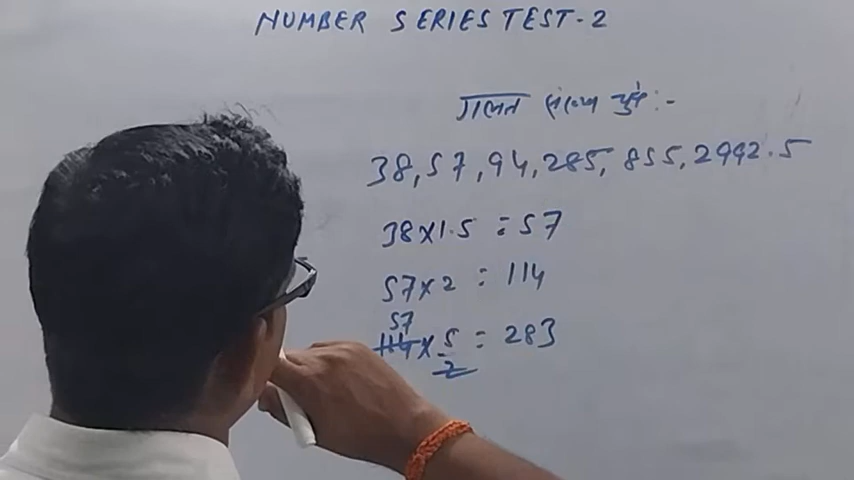 NUMBER SERIES TEST-2
गलत संख्या चुनें :-
38, 57, 94, 285, 855, 2992.5
38×1.5 = 57
57×2 = 114
57
114×5/2 = 283